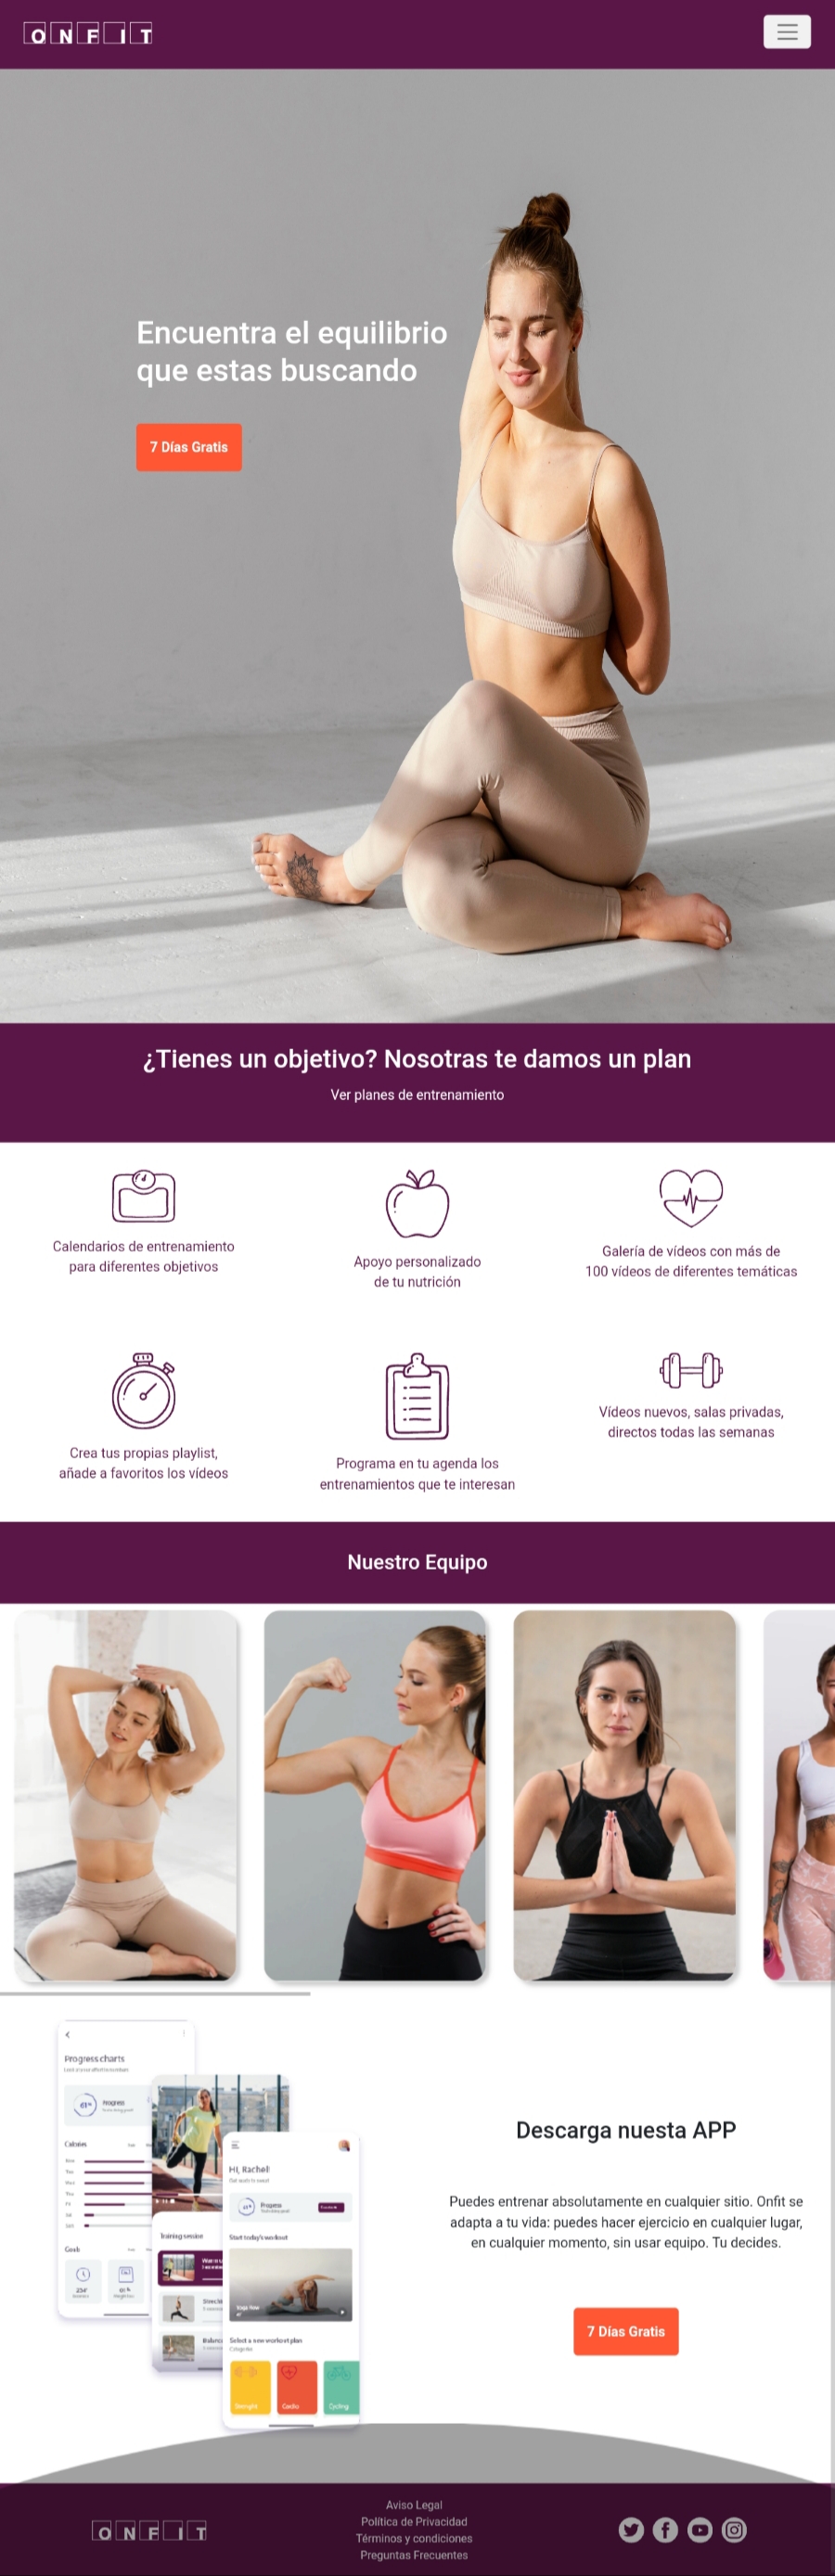 ONFIT
Encuentra el equilibrio
que estas buscando
7 Días Gratis
¿Tienes un objetivo? Nosotras te damos un plan
Ver planes de entrenamiento
Calendarios de entrenamiento
para diferentes objetivos
Apoyo personalizado
de tu nutrición
Galería de vídeos con más de
100 vídeos de diferentes temáticas
Crea tus propias playlist,
añade a favoritos los vídeos
Programa en tu agenda los
entrenamientos que te interesan
Vídeos nuevos, salas privadas,
directos todas las semanas
Nuestro Equipo
Progress charts
Progress
Calories
Goals
Training session
Hi, Rachel!
Progress
Start today's workout
Yoga Flow
Select a new workout plan
Categories
Strenght
Cardio
Cycling
Descarga nuesta APP
Puedes entrenar absolutamente en cualquier sitio. Onfit se
adapta a tu vida: puedes hacer ejercicio en cualquier lugar,
en cualquier momento, sin usar equipo. Tu decides.
7 Días Gratis
ONFIT
Aviso Legal
Política de Privacidad
Términos y condiciones
Preguntas Frecuentes